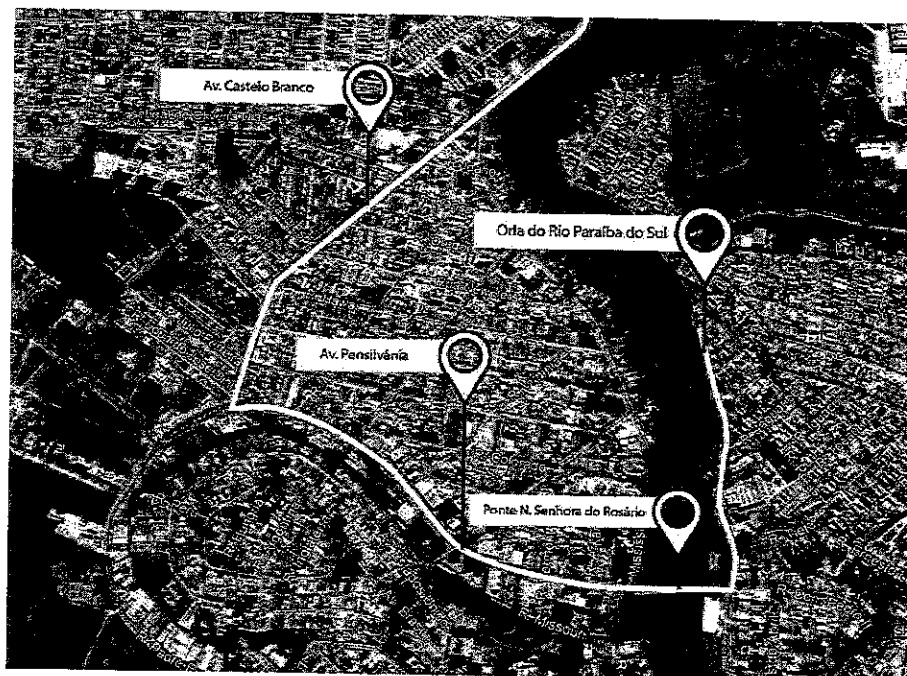 Av. Castelo Branco
Orla do Rio Paraíba do Sul
Av. Pensilvânia
Ponte N. Senhora do Rosário